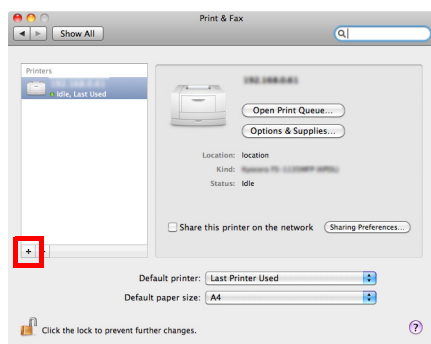 Print & Fax
Show All
Printers
Idle, Last Used
Open Print Queue...
Options & Supplies...
Location: location
Kind:
Status: Idle
Share this printer on the network
Sharing Preferences...
Default printer: Last Printer Used
Default paper size: A4
Click the lock to prevent further changes.
?